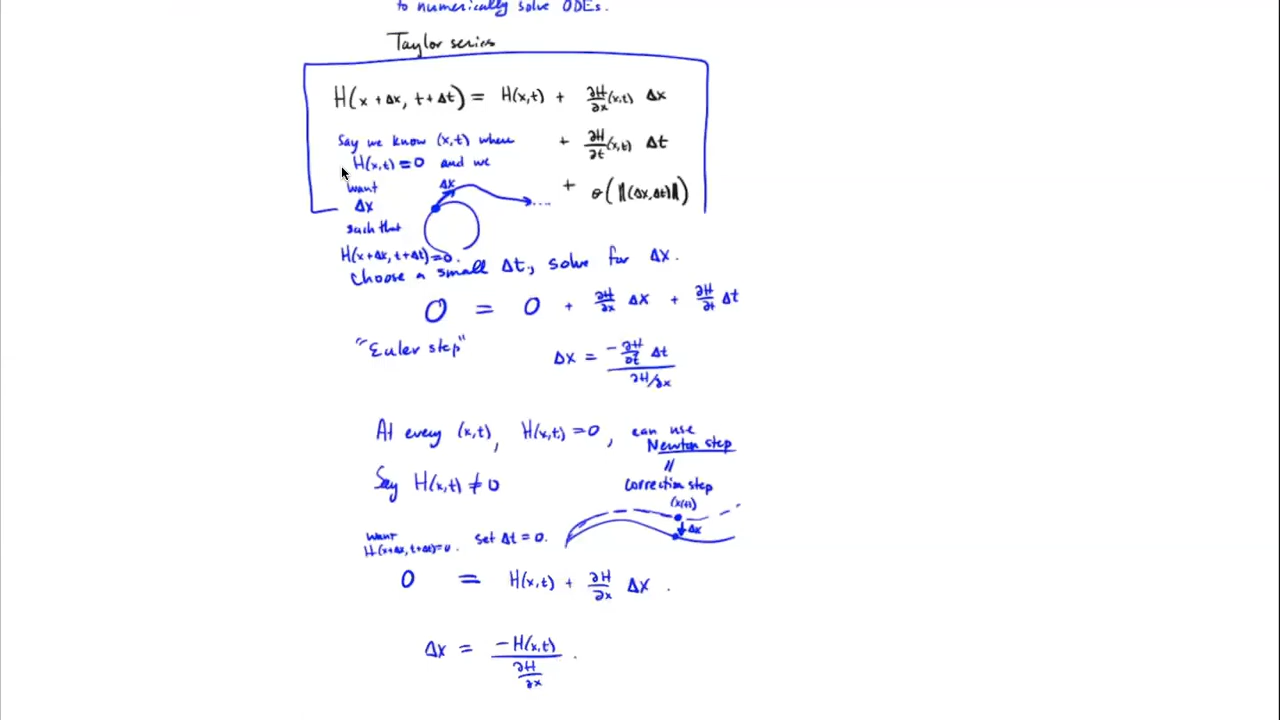 to numerically solve ODEs.
Taylor series
H(x+Δx, t+Δt) = H(x,t) + ∂H/∂x (x,t) Δx
+ ∂H/∂t (x,t) Δt
+ θ(‖(Δx,Δt)‖)
Say we know (x,t) where
H(x,t)=0 and we
want
Δx
Δx
such that
H(x+Δx, t+Δt)=0.
Choose a small Δt, solve for Δx.
0 = 0 + ∂H/∂x Δx + ∂H/∂t Δt
"Euler step"
Δx = -∂H/∂t Δt / ∂H/∂x
At every (x,t), H(x,t)=0, can use
Newton step
Say H(x,t) ≠ 0
correction step
(x,t)
Δx
want
H(x+Δx, t+Δt)=0. set Δt=0.
0 = H(x,t) + ∂H/∂x Δx.
Δx = -H(x,t) / ∂H/∂x.